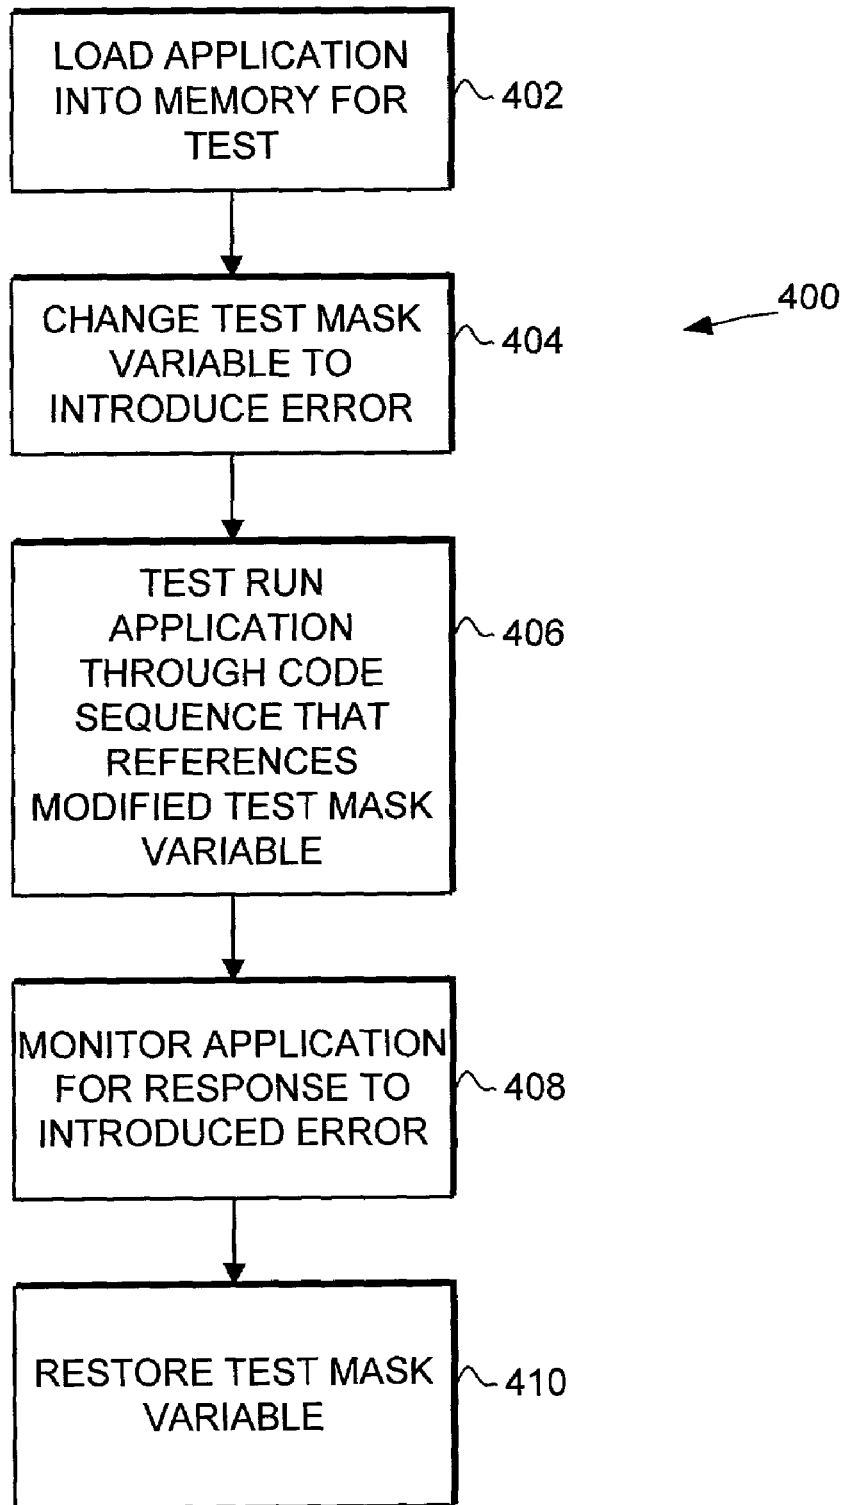 LOAD APPLICATION
INTO MEMORY FOR
TEST
402
CHANGE TEST MASK
VARIABLE TO
INTRODUCE ERROR
404
400
TEST RUN
APPLICATION
THROUGH CODE
SEQUENCE THAT
REFERENCES
MODIFIED TEST MASK
VARIABLE
406
MONITOR APPLICATION
FOR RESPONSE TO
INTRODUCED ERROR
408
RESTORE TEST MASK
VARIABLE
410